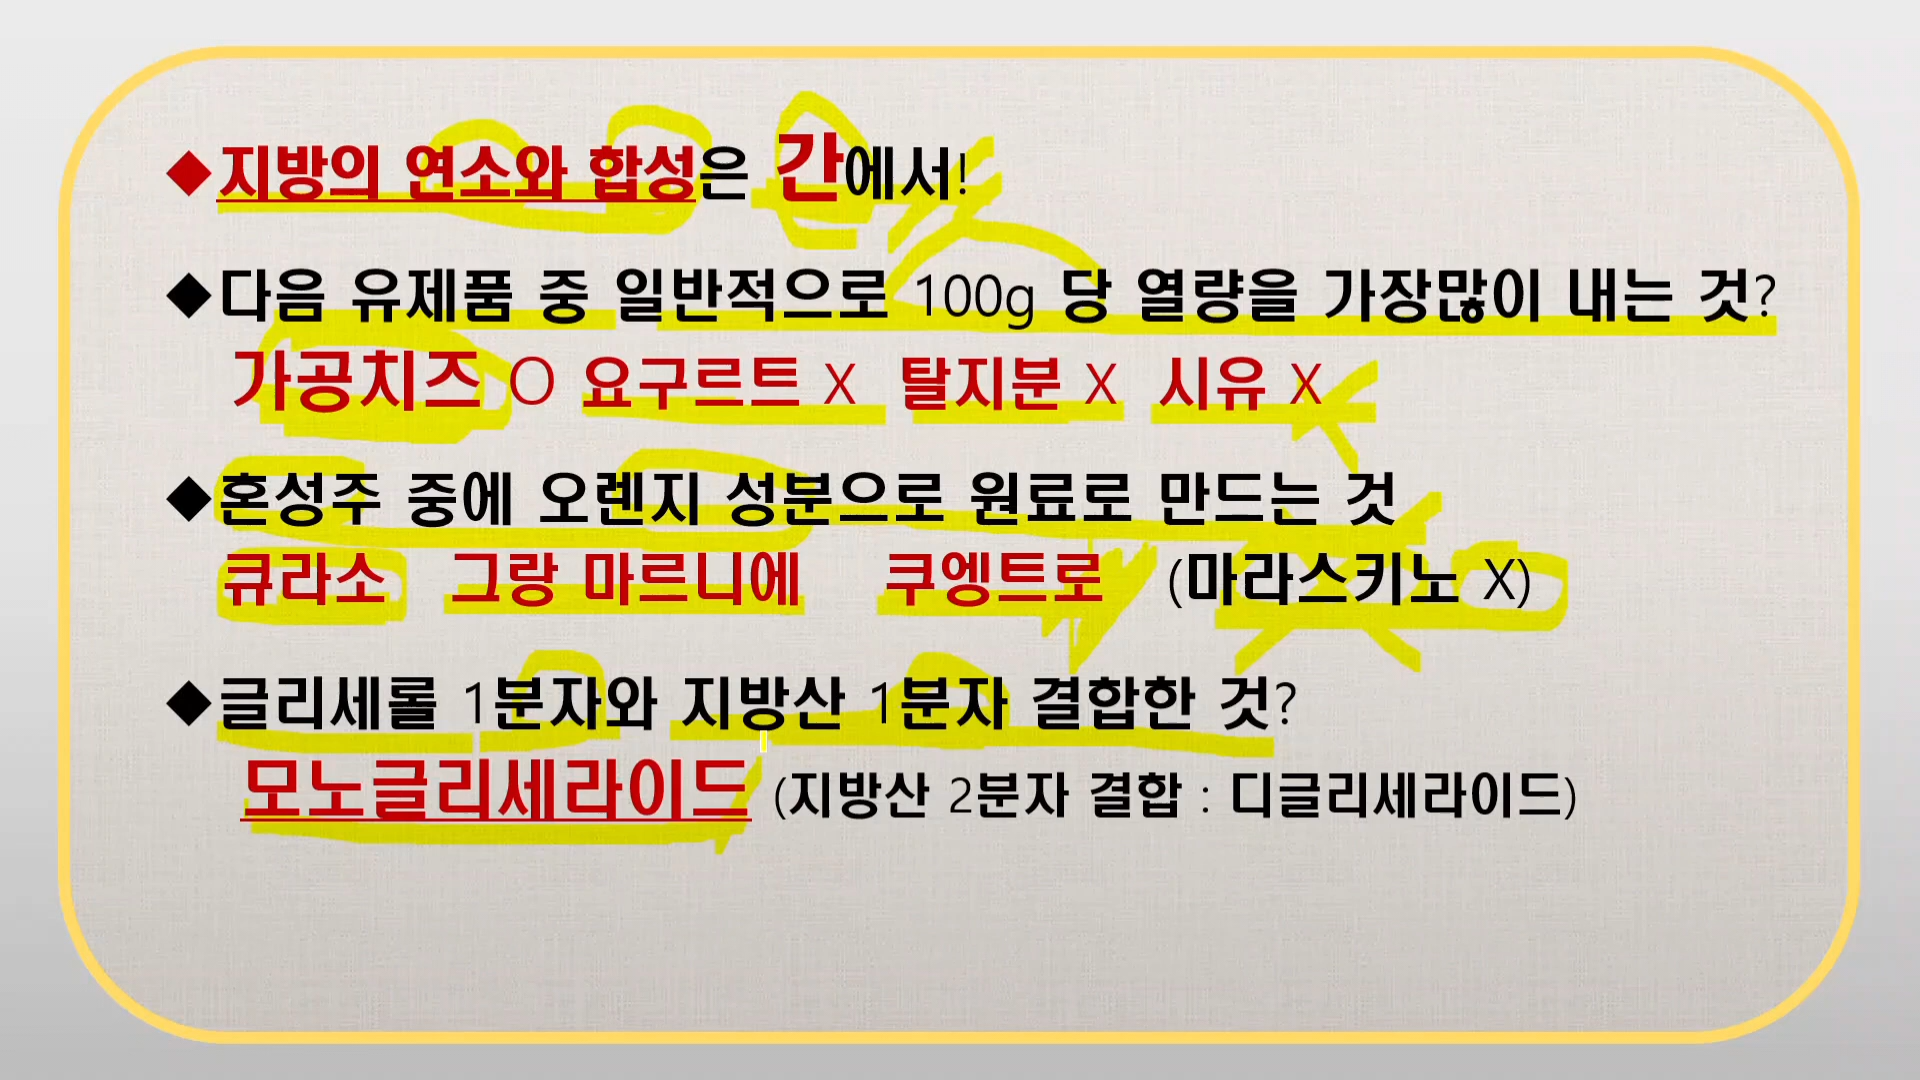 ◆지방의 연소와 합성은 간에서!
◆다음 유제품 중 일반적으로 100g 당 열량을 가장많이 내는 것?
가공치즈 O 요구르트 X 탈지분 X 시유 X
◆혼성주 중에 오렌지 성분으로 원료로 만드는 것
큐라소 그랑 마르니에 쿠엥트로 (마라스키노 X)
◆글리세롤 1분자와 지방산 1분자 결합한 것?
모노글리세라이드 (지방산 2분자 결합 : 디글리세라이드)